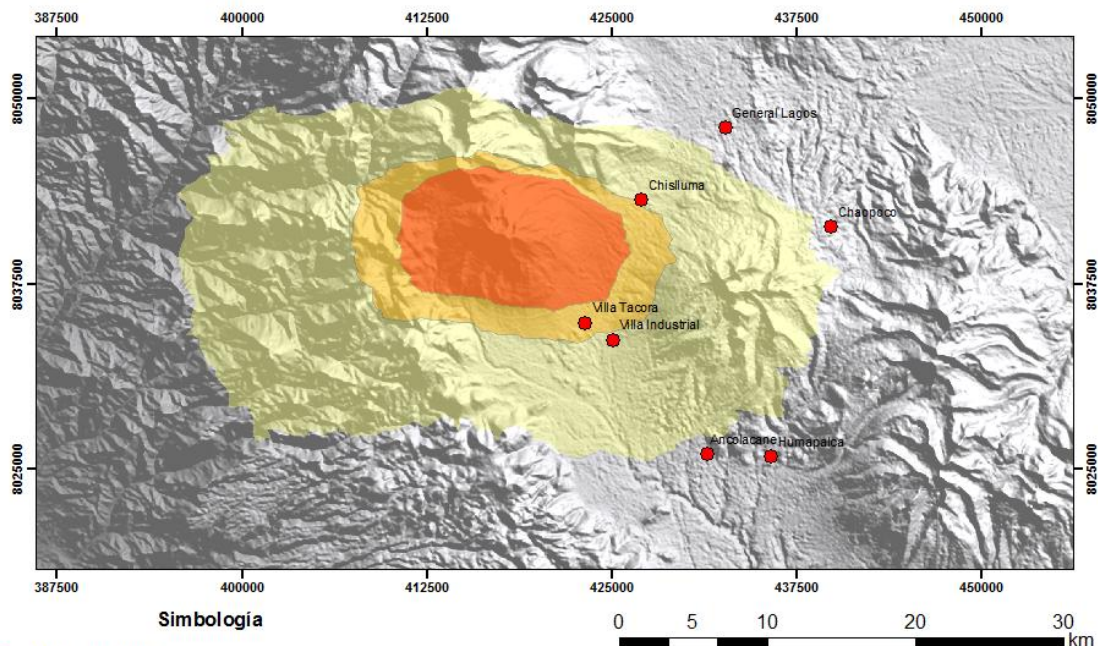 387500 400000 412500 425000 437500 450000
8050000 8050000
General Lagos
Chislluma
Chaopoco
8037500 8037500
Villa Tacora
Villa Industrial
Ancolacane Humapalca
8025000 8025000
387500 400000 412500 425000 437500 450000
Simbología
0 5 10 20 30
km